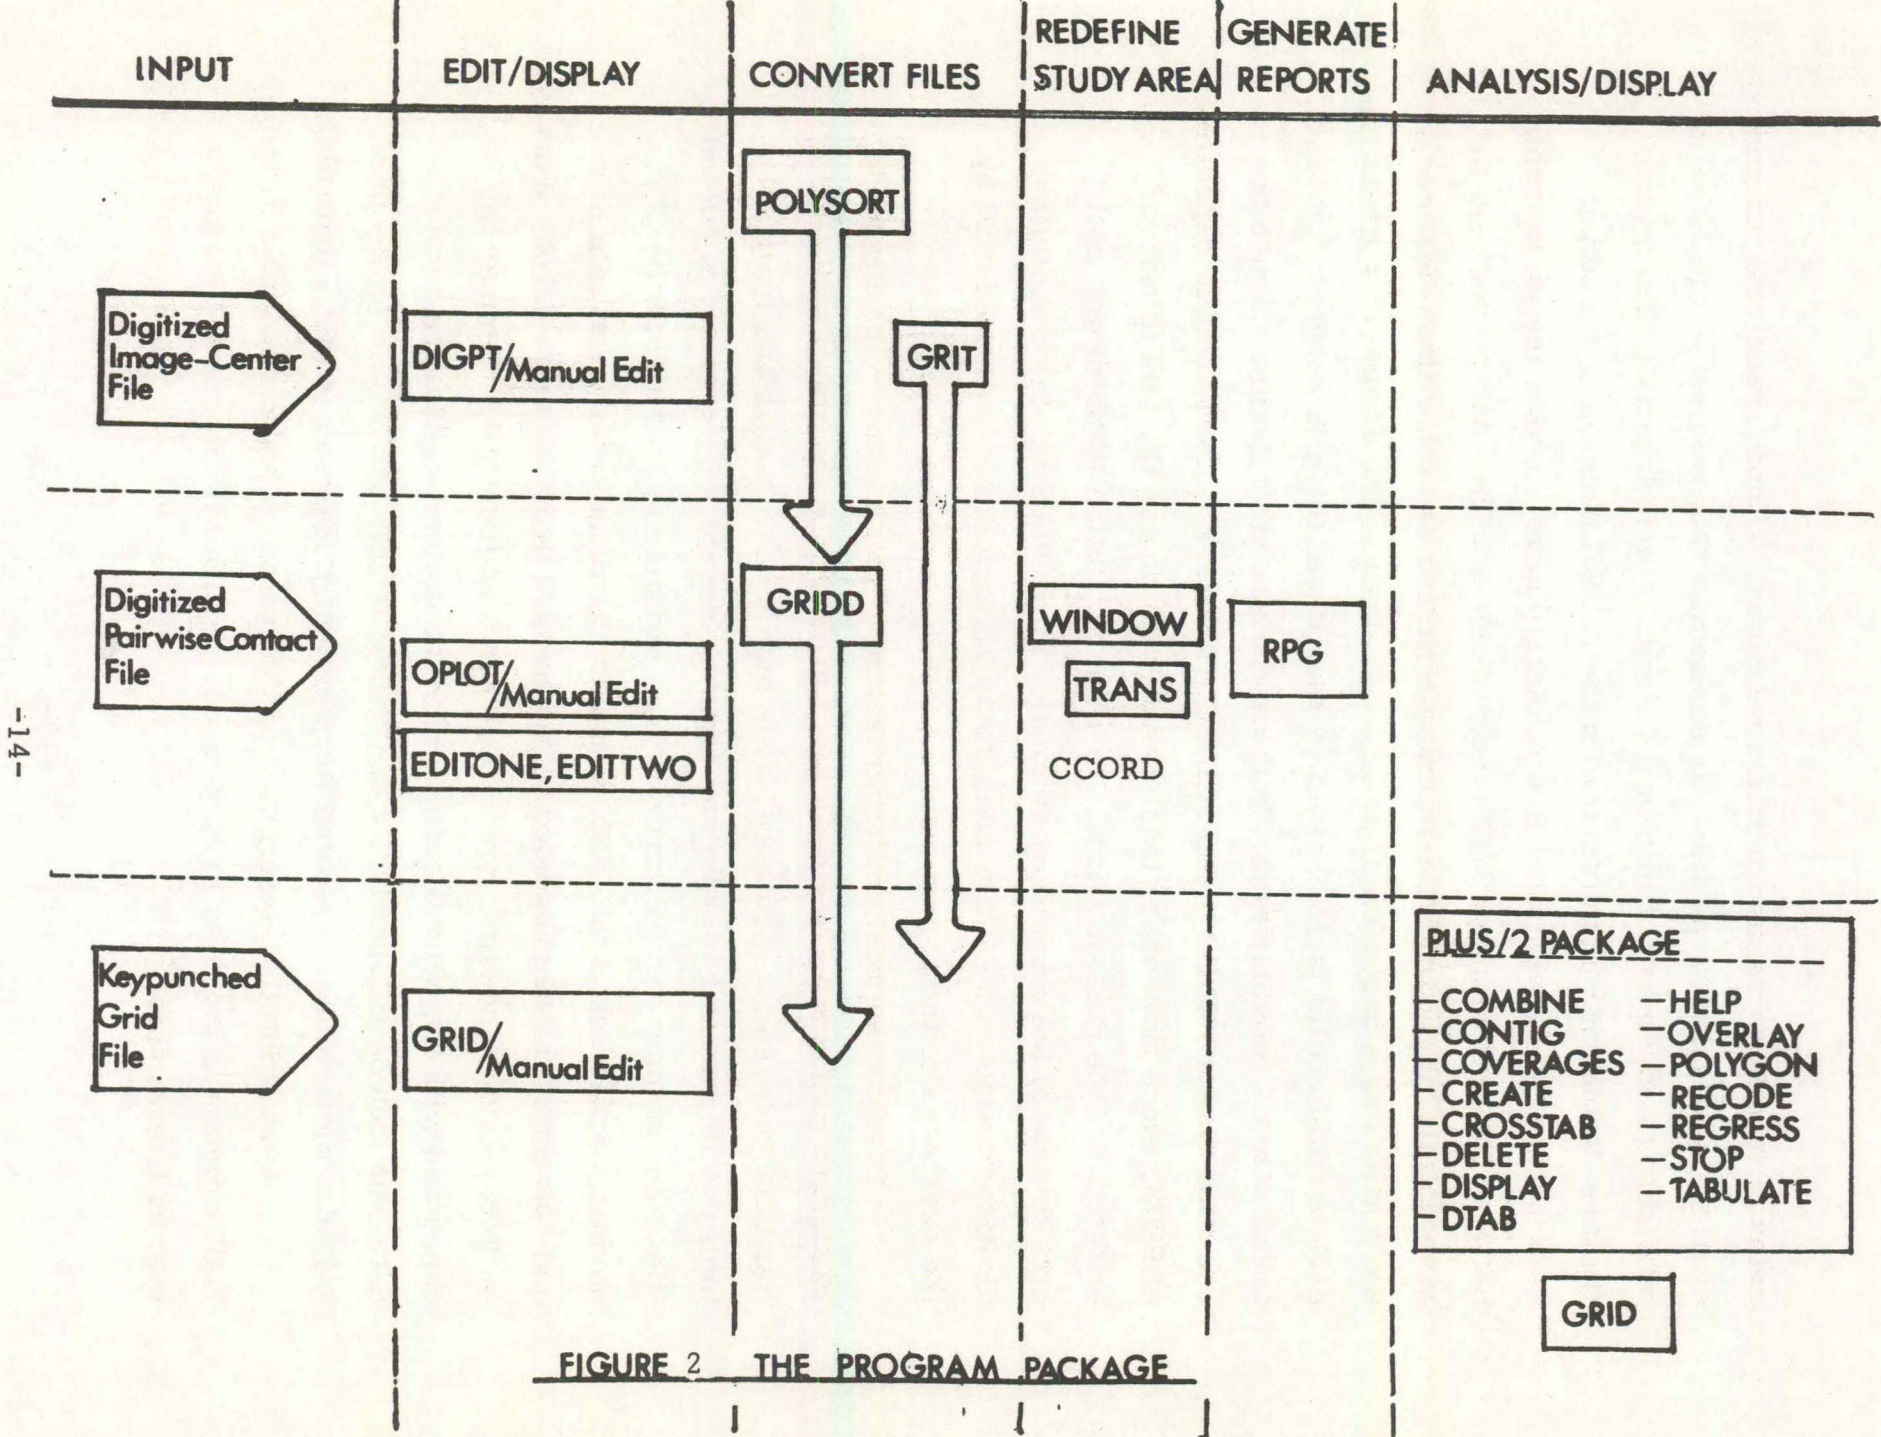 INPUT
EDIT/DISPLAY
CONVERT FILES
REDEFINE
STUDY AREA
GENERATE
REPORTS
ANALYSIS/DISPLAY
POLYSORT
Digitized
Image-Center
File
DIGPT/Manual Edit
GRIT
Digitized
Pairwise Contact
File
OPLOT/Manual Edit
EDITONE, EDITTWO
GRIDD
WINDOW
TRANS
CCORD
RPG
-14-
Keypunched
Grid
File
GRID/Manual Edit
PLUS/2 PACKAGE
-COMBINE
-CONTIG
-COVERAGES
-CREATE
-CROSSTAB
-DELETE
-DISPLAY
-DTAB
-HELP
-OVERLAY
-POLYGON
-RECODE
-REGRESS
-STOP
-TABULATE
GRID
FIGURE 2 THE PROGRAM PACKAGE